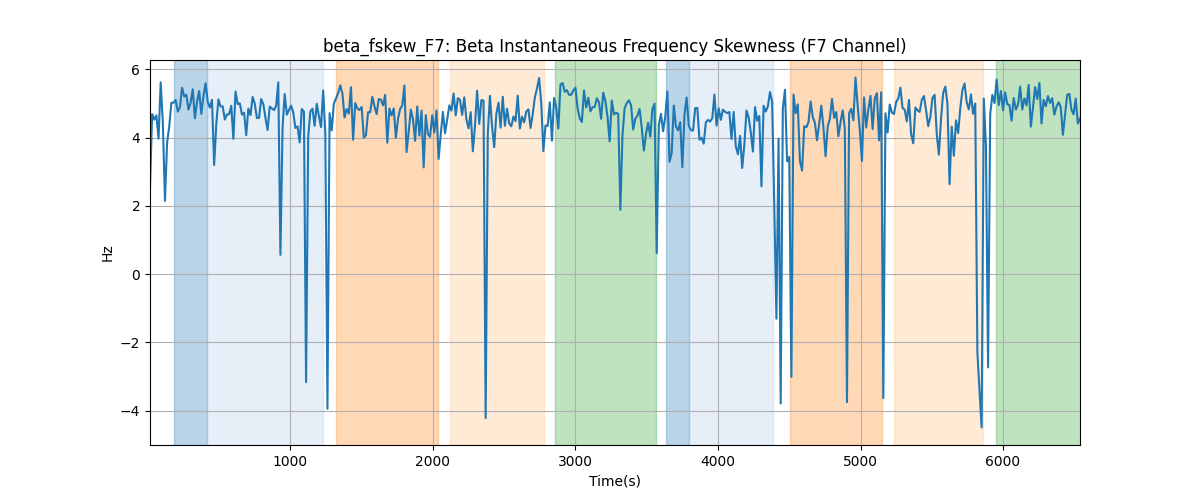 beta_fskew_F7: Beta Instantaneous Frequency Skewness (F7 Channel)
6
4
2
0
−2
−4
Hz
1000 2000 3000 4000 5000 6000
Time(s)